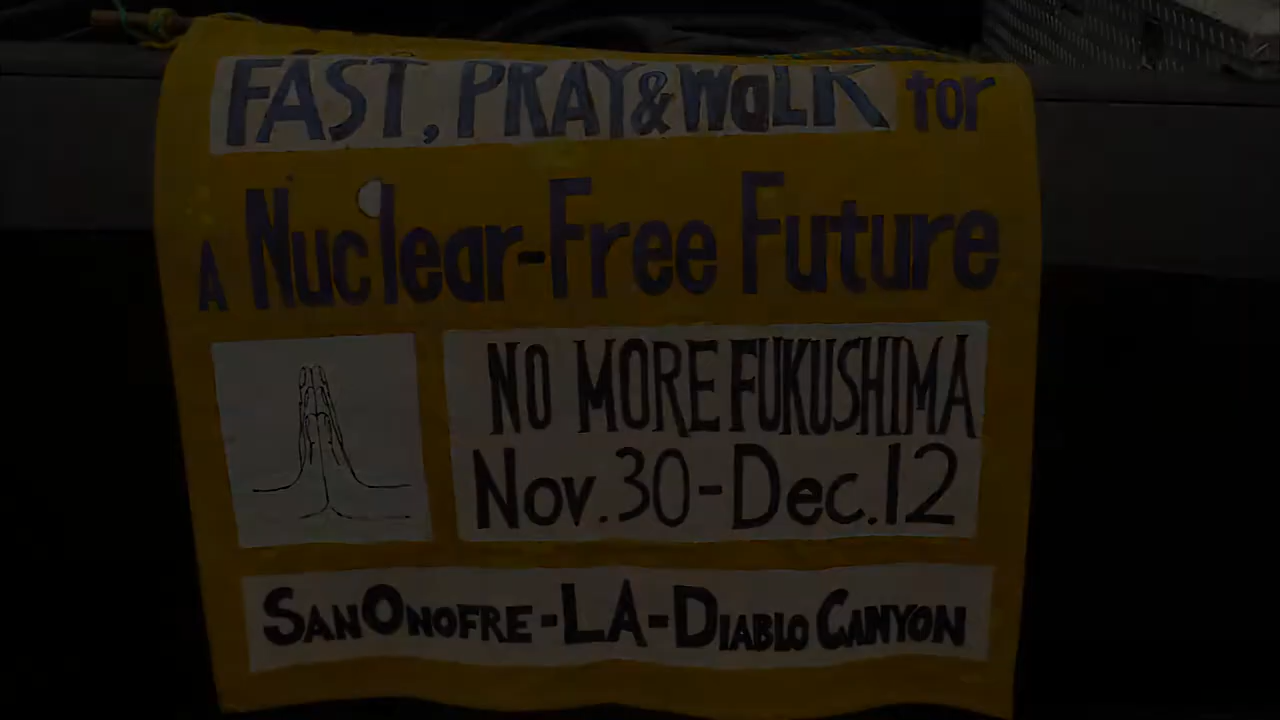 FAST, PRAY & WALK for
A Nuclear-Free Future
NO MORE FUKUSHIMA
Nov. 30-Dec. 12
SAN ONOFRE-LA-DIABLO CANYON